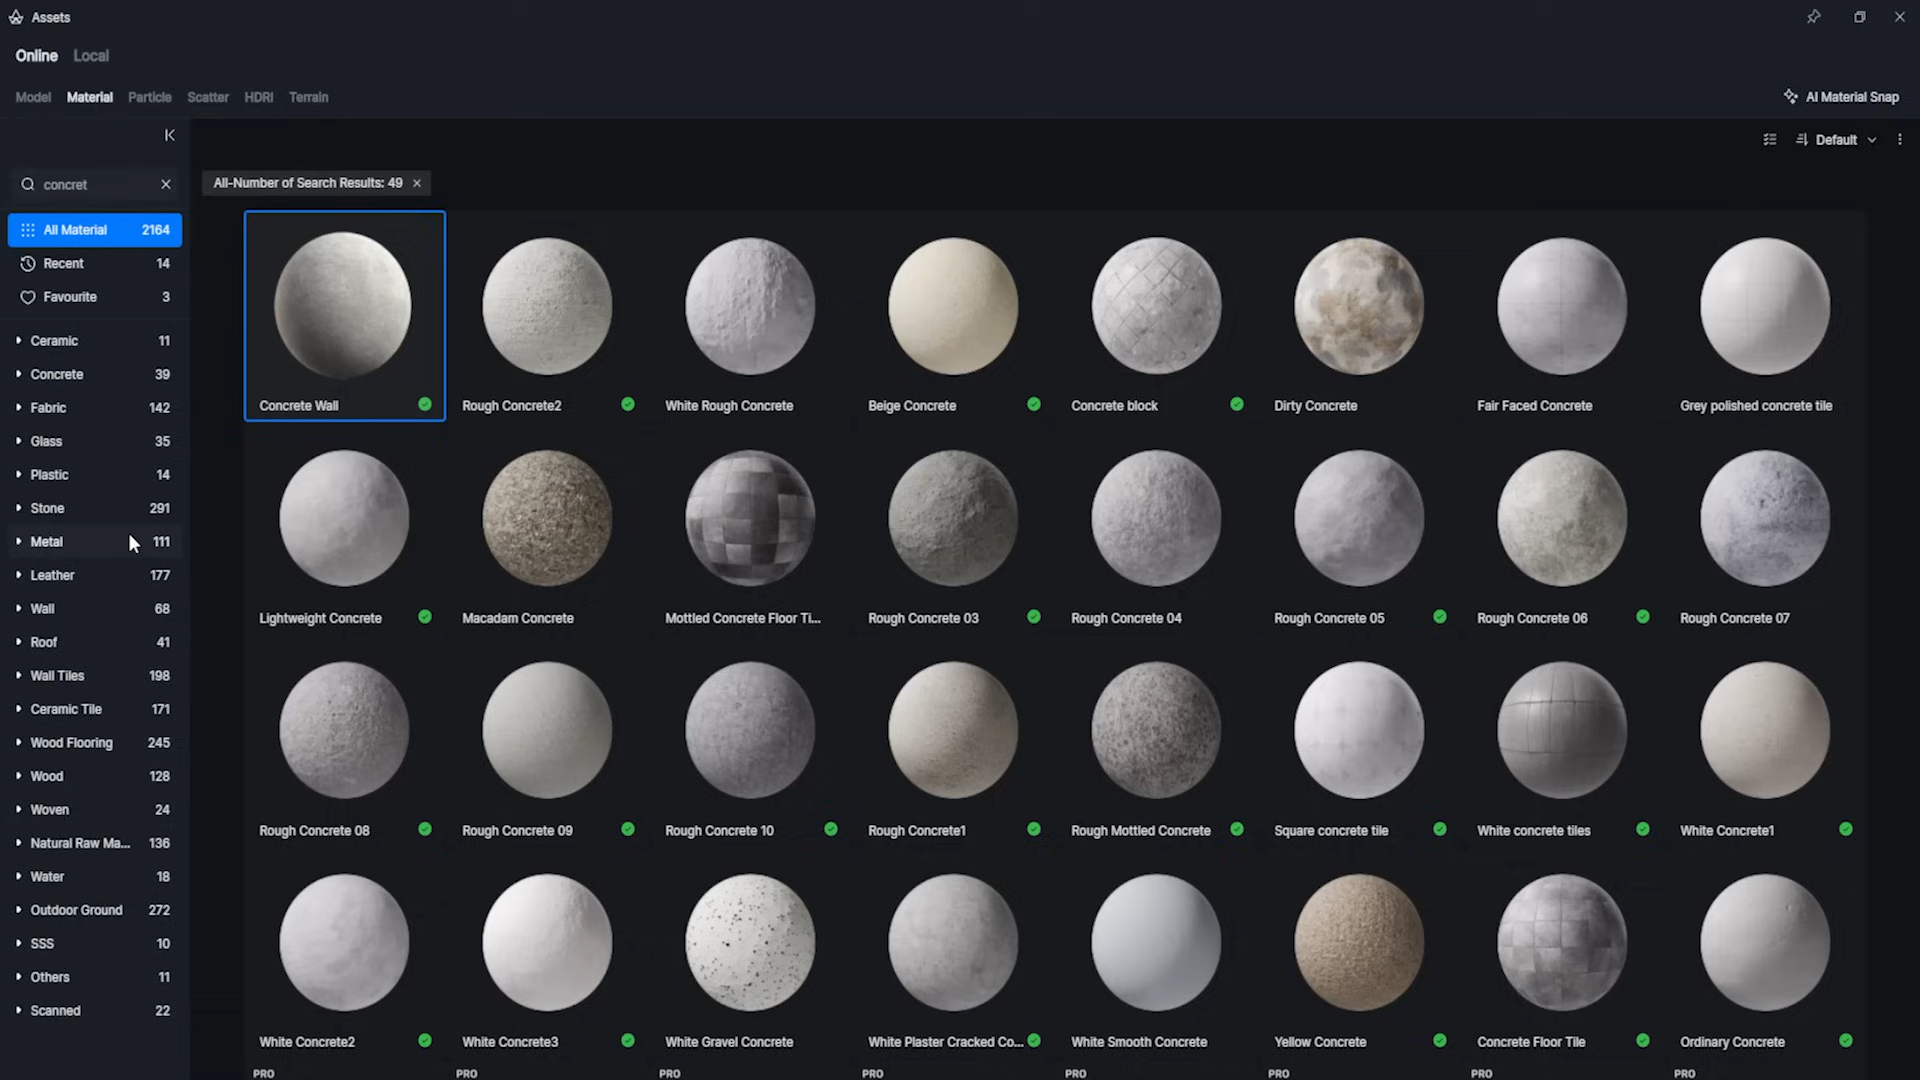 Assets
Online Local
Model Material Particle Scatter HDRI Terrain
AI Material Snap
Default
concret
All-Number of Search Results: 49
All Material 2164
Recent 14
Favourite 3
Ceramic 11
Concrete 39
Fabric 142
Glass 35
Plastic 14
Stone 291
Metal 111
Leather 177
Wall 68
Roof 41
Wall Tiles 198
Ceramic Tile 171
Wood Flooring 245
Wood 128
Woven 24
Natural Raw Ma... 136
Water 18
Outdoor Ground 272
SSS 10
Others 11
Scanned 22
Concrete Wall Rough Concrete2 White Rough Concrete Beige Concrete Concrete block Dirty Concrete Fair Faced Concrete Grey polished concrete tile
Lightweight Concrete Macadam Concrete Mottled Concrete Floor Ti... Rough Concrete 03 Rough Concrete 04 Rough Concrete 05 Rough Concrete 06 Rough Concrete 07
Rough Concrete 08 Rough Concrete 09 Rough Concrete 10 Rough Concrete1 Rough Mottled Concrete Square concrete tile White concrete tiles White Concrete1
White Concrete2 White Concrete3 White Gravel Concrete White Plaster Cracked Co... White Smooth Concrete Yellow Concrete Concrete Floor Tile Ordinary Concrete
PRO PRO PRO PRO PRO PRO PRO PRO